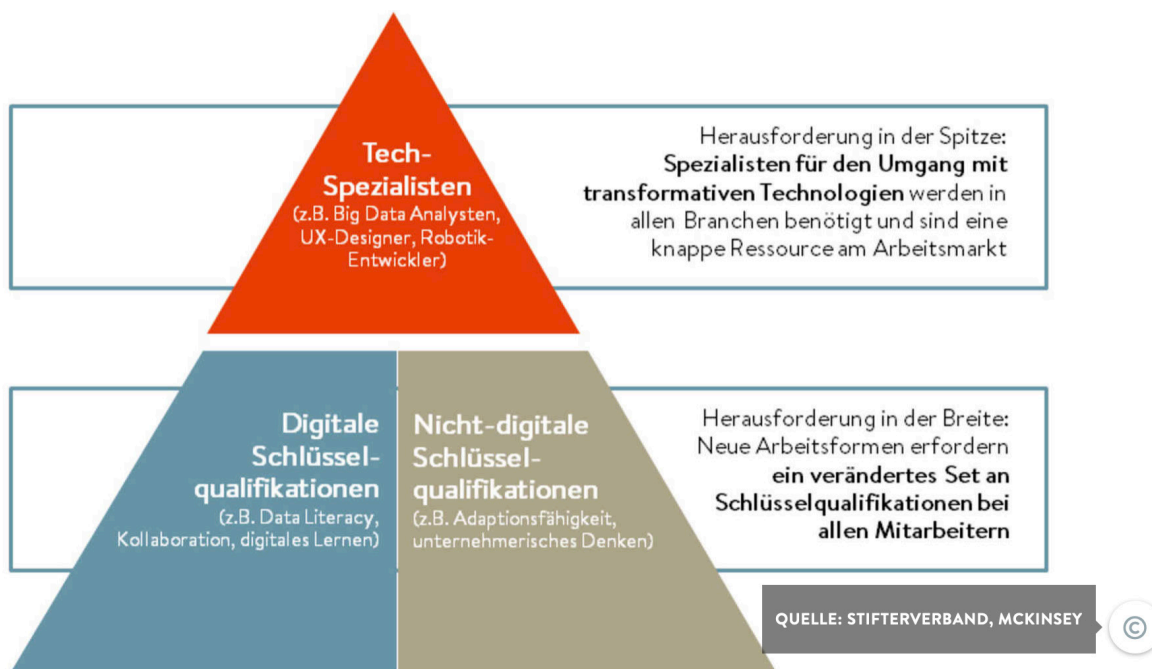 Tech-
Spezialisten
(z.B. Big Data Analysten,
UX-Designer, Robotik-
Entwickler)
Herausforderung in der Spitze:
Spezialisten für den Umgang mit
transformativen Technologien werden in
allen Branchen benötigt und sind eine
knappe Ressource am Arbeitsmarkt
Digitale
Schlüssel-
qualifikationen
(z.B. Data Literacy,
Kollaboration, digitales Lernen)
Nicht-digitale
Schlüssel-
qualifikationen
(z.B. Adaptionsfähigkeit,
unternehmerisches Denken)
Herausforderung in der Breite:
Neue Arbeitsformen erfordern
ein verändertes Set an
Schlüsselqualifikationen bei
allen Mitarbeitern
QUELLE: STIFTERVERBAND, MCKINSEY
©